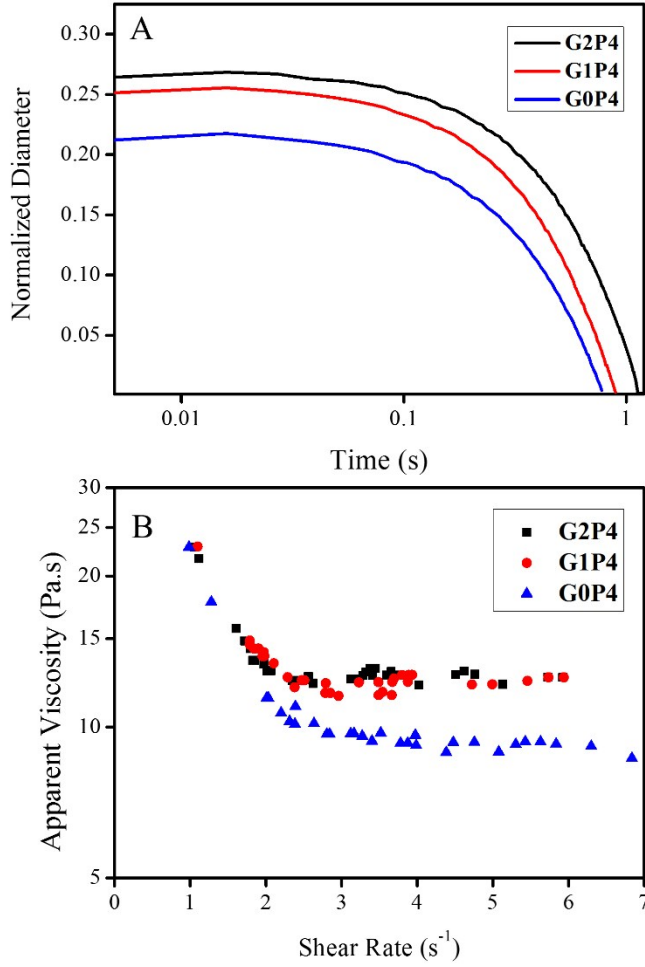 A
G2P4
G1P4
G0P4
0.30
0.25
0.20
0.15
0.10
0.05
Normalized Diameter
0.01
0.1
1
Time (s)
B
G2P4
G1P4
G0P4
30
25
20
15
10
5
Apparent Viscosity (Pa.s)
0
1
2
3
4
5
6
7
Shear Rate (s⁻¹)